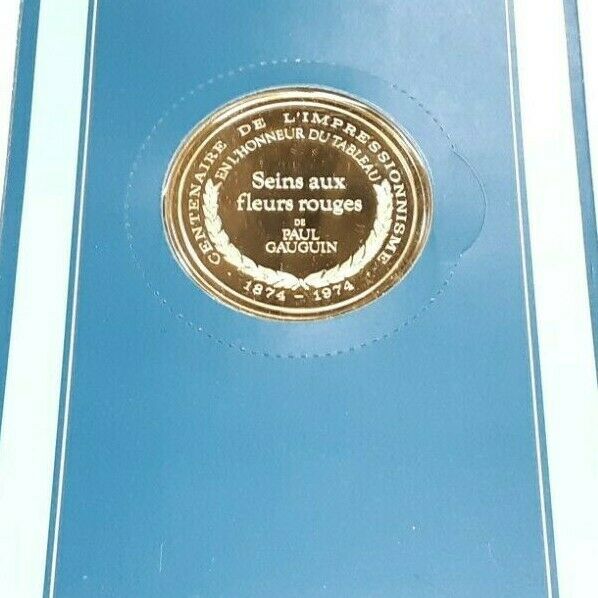 CENTENAIRE DE L'IMPRESSIONNISME
EN L'HONNEUR DU TABLEAU
Seins aux
fleurs rouges
DE
PAUL
GAUGUIN
· 1874 - 1974 ·